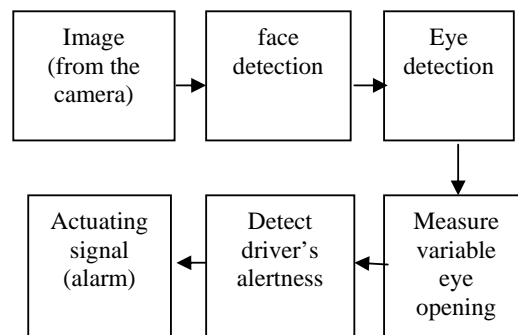 Image
(from the
camera)
face
detection
Eye
detection
Measure
variable
eye
opening
Detect
driver’s
alertness
Actuating
signal
(alarm)